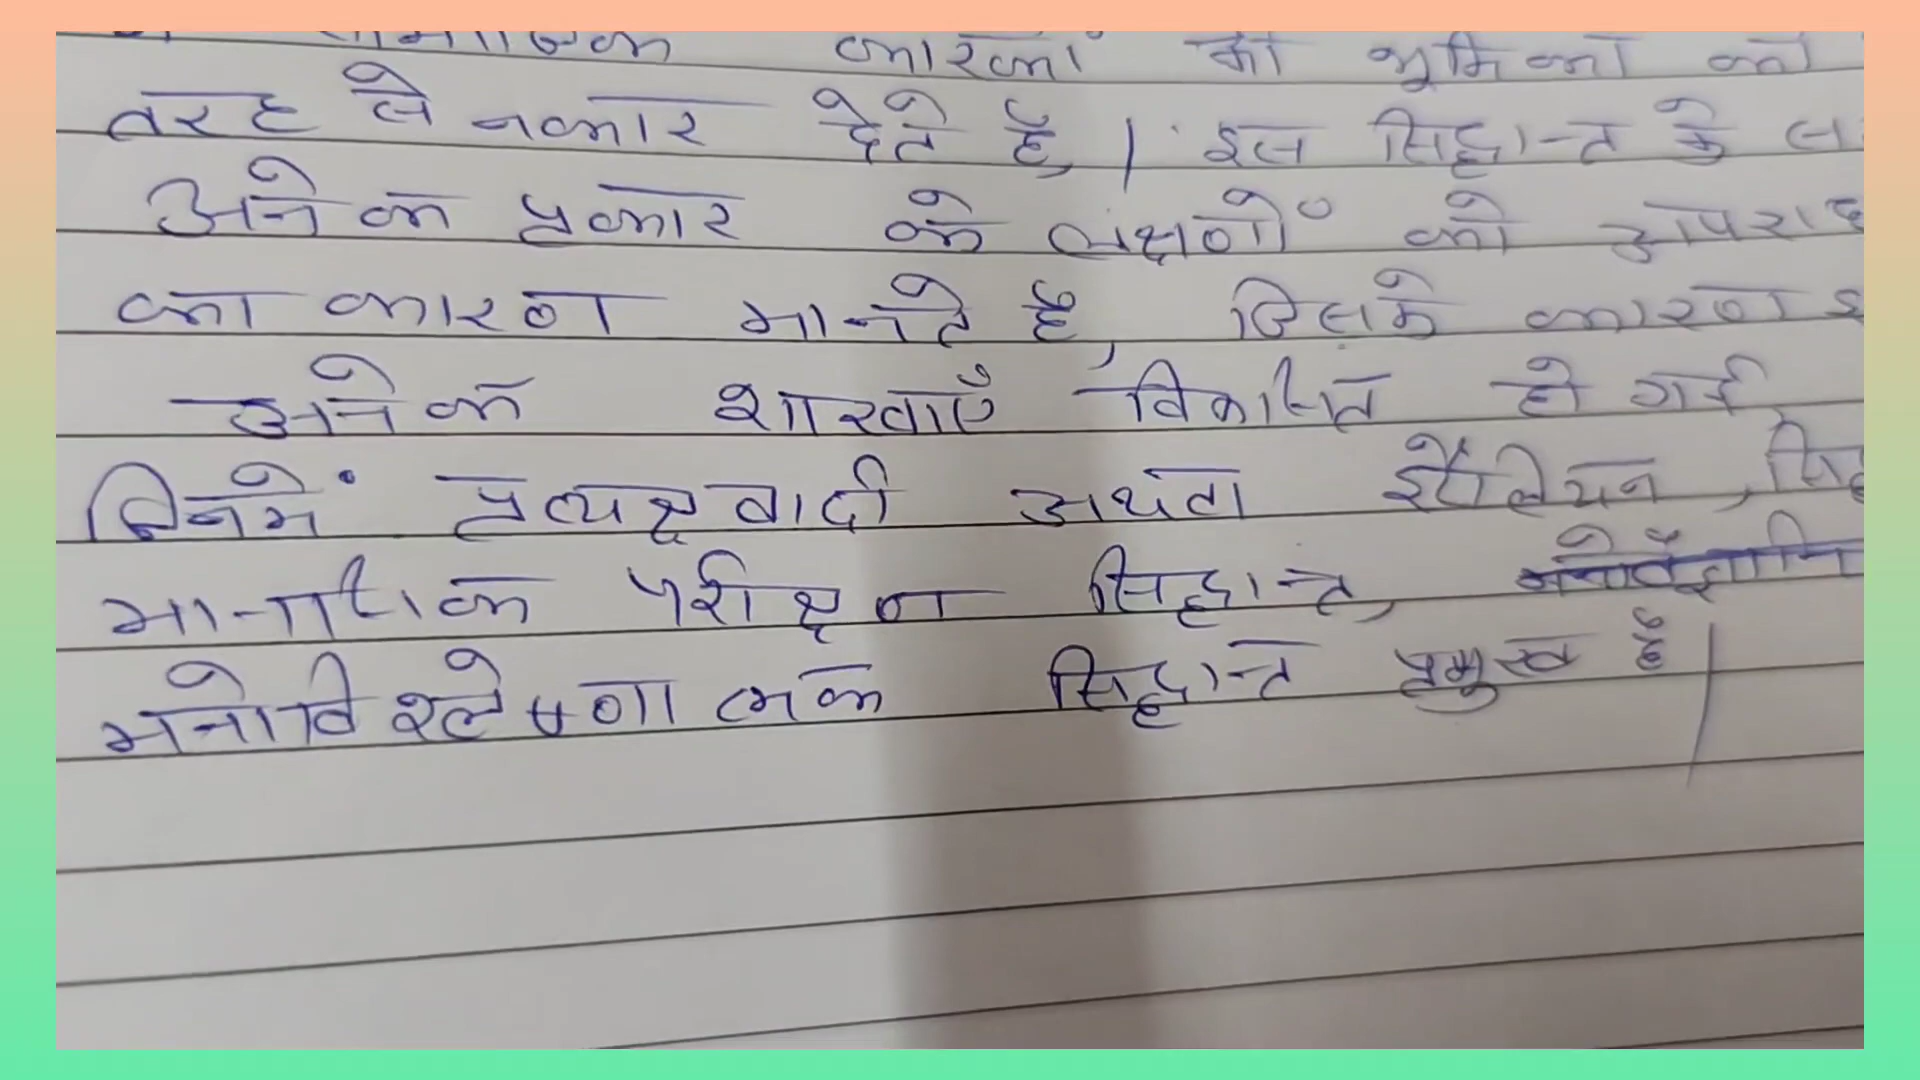 सामाजिक कारकों की भूमिका को
तरह से नकार देते है। इस सिद्धान्त के
अनेक प्रकार के लक्षणों को
का कारण मानते है, जिसके कारण
अनेक शाखाएँ विकसित हो गई
जिनमें प्रत्यक्षवादी अथवा इटैलियन,
मानसिक परीक्षण सिद्धान्त,
मनोविश्लेषणात्मक सिद्धान्त प्रमुख है।